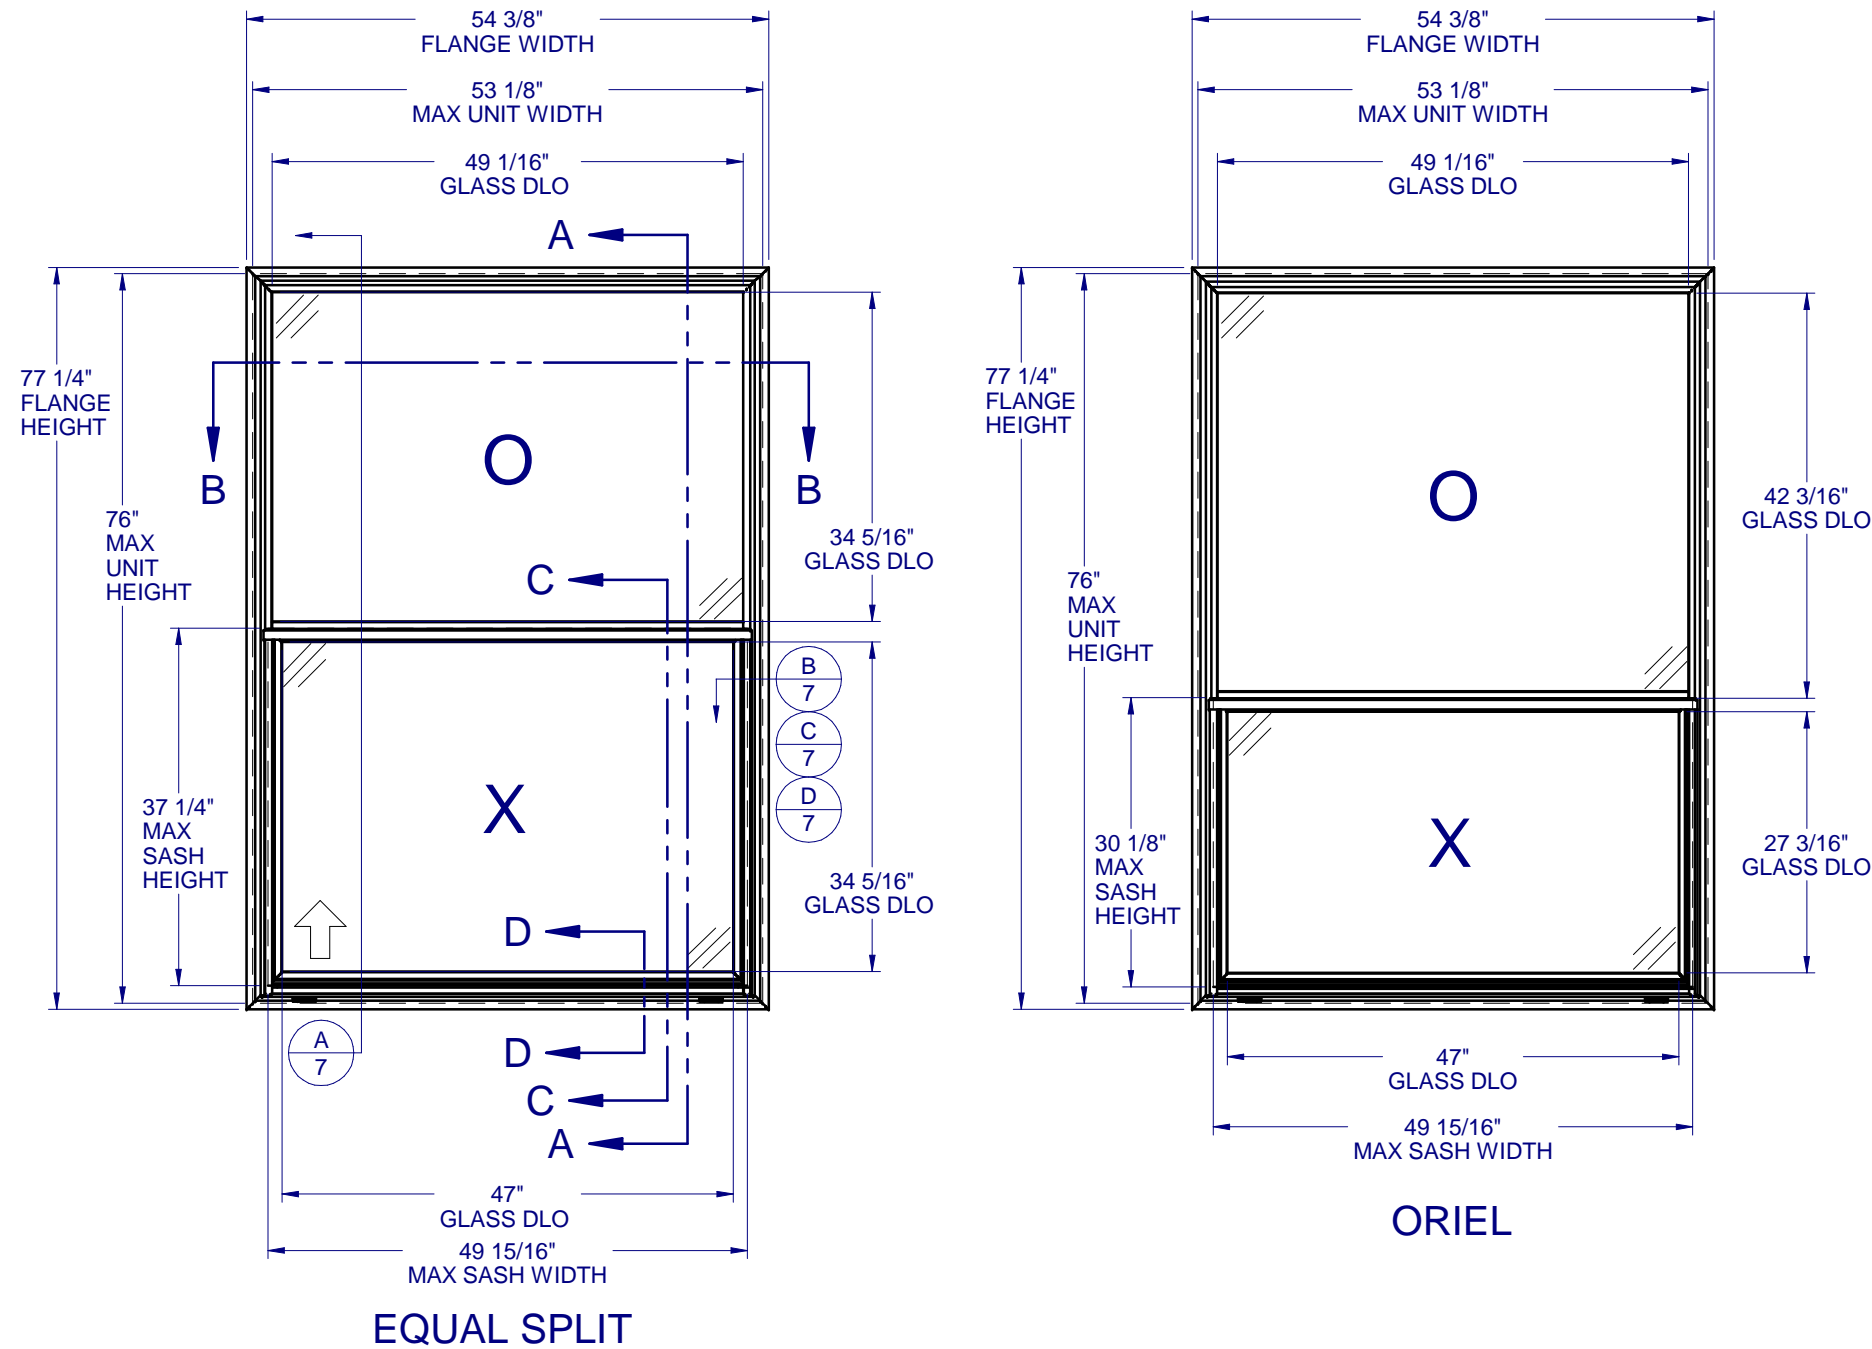 54 3/8"
FLANGE WIDTH
53 1/8"
MAX UNIT WIDTH
49 1/16"
GLASS DLO
A
77 1/4"
FLANGE
HEIGHT
B
B
O
76"
MAX
UNIT
HEIGHT
34 5/16"
GLASS DLO
C
B
7
C
7
D
7
X
37 1/4"
MAX
SASH
HEIGHT
34 5/16"
GLASS DLO
D
A
7
D
C
A
47"
GLASS DLO
49 15/16"
MAX SASH WIDTH
EQUAL SPLIT
54 3/8"
FLANGE WIDTH
53 1/8"
MAX UNIT WIDTH
49 1/16"
GLASS DLO
77 1/4"
FLANGE
HEIGHT
O
42 3/16"
GLASS DLO
76"
MAX
UNIT
HEIGHT
X
30 1/8"
MAX
SASH
HEIGHT
27 3/16"
GLASS DLO
47"
GLASS DLO
49 15/16"
MAX SASH WIDTH
ORIEL